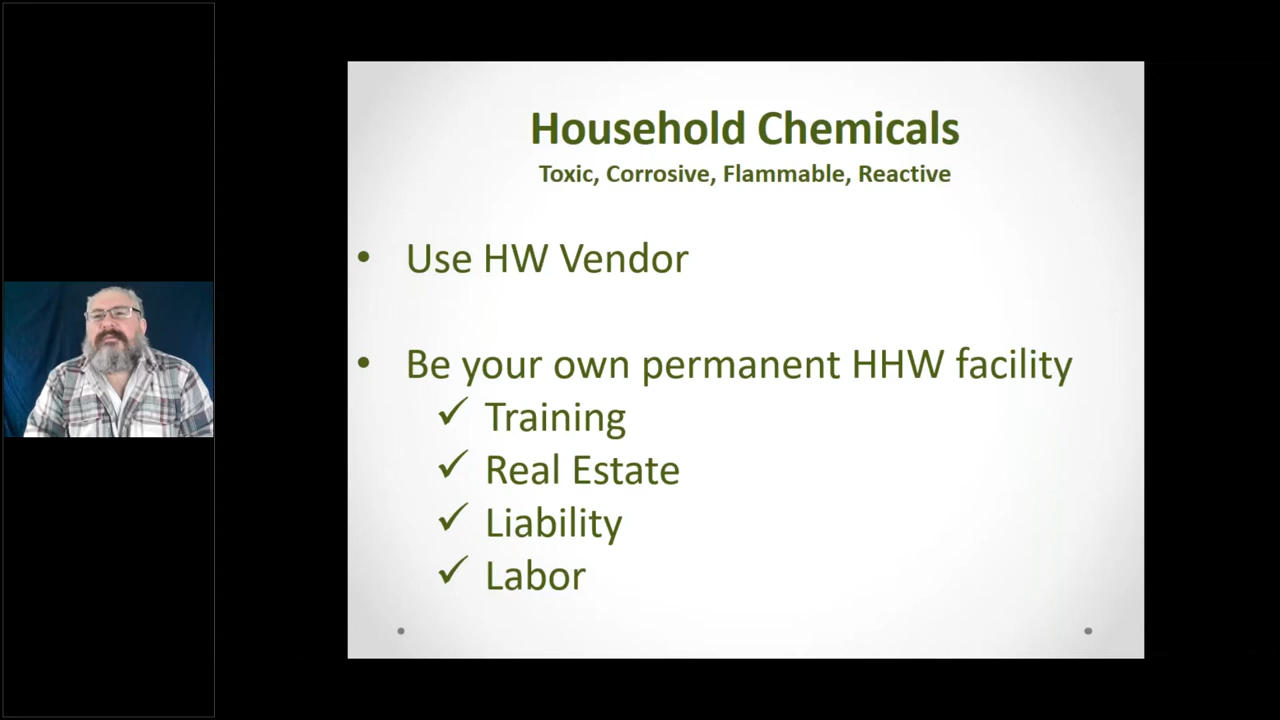 Household Chemicals
Toxic, Corrosive, Flammable, Reactive
• Use HW Vendor
• Be your own permanent HHW facility
✓ Training
✓ Real Estate
✓ Liability
✓ Labor